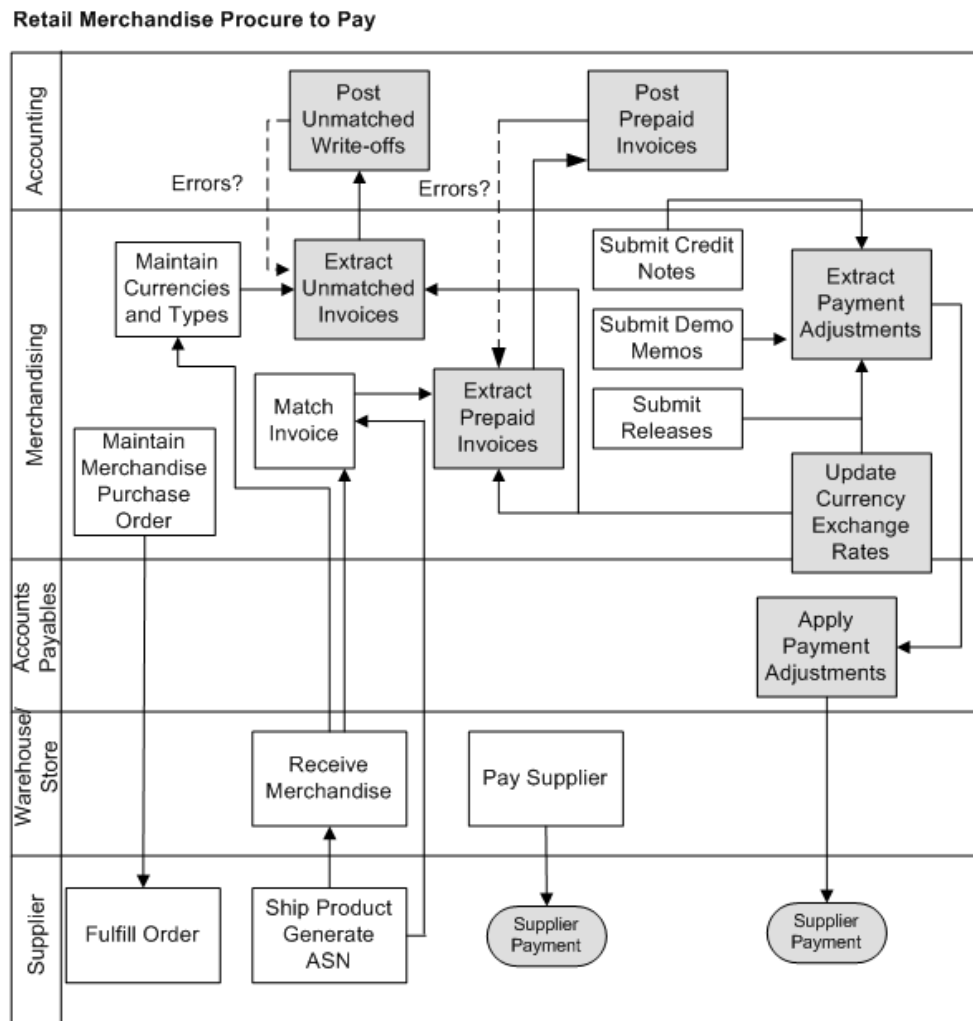 Retail Merchandise Procure to Pay
Accounting
Post
Unmatched
Write-offs
Post
Prepaid
Invoices
Errors?
Errors?
Merchandising
Maintain
Currencies
and Types
Extract
Unmatched
Invoices
Submit Credit
Notes
Extract
Payment
Adjustments
Submit Demo
Memos
Match
Invoice
Extract
Prepaid
Invoices
Submit
Releases
Maintain
Merchandise
Purchase
Order
Update
Currency
Exchange
Rates
Accounts
Payables
Apply
Payment
Adjustments
Warehouse/
Store
Receive
Merchandise
Pay Supplier
Supplier
Fulfill Order
Ship Product
Generate
ASN
Supplier
Payment
Supplier
Payment